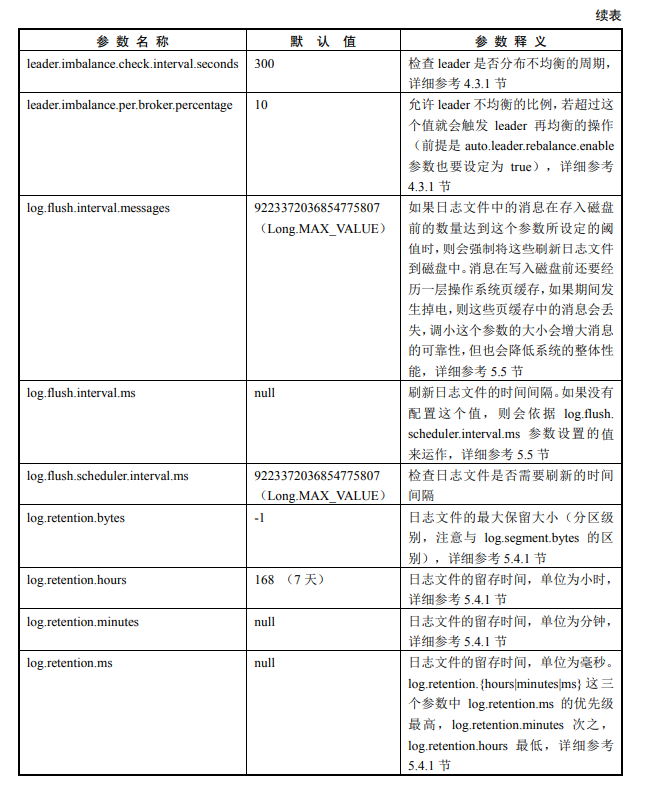 续表
参 数 名 称 默 认 值 参 数 释 义
leader.imbalance.check.interval.seconds 300 检查 leader 是否分布不均衡的周期，
详细参考 4.3.1 节
leader.imbalance.per.broker.percentage 10 允许 leader 不均衡的比例，若超过这
个值就会触发 leader 再均衡的操作
（前提是 auto.leader.rebalance.enable
参数也要设定为 true），详细参考
4.3.1 节
log.flush.interval.messages 9223372036854775807 如果日志文件中的消息在存入磁盘
（Long.MAX_VALUE） 前的数量达到这个参数所设定的阈
值时，则会强制将这些刷新日志文件
到磁盘中。消息在写入磁盘前还要经
历一层操作系统页缓存，如果期间发
生掉电，则这些页缓存中的消息会丢
失，调小这个参数的大小会增大消息
的可靠性，但也会降低系统的整体性
能，详细参考 5.5 节
log.flush.interval.ms null 刷新日志文件的时间间隔。如果没有
配置这个值，则会依据 log.flush.
scheduler.interval.ms 参数设置的值
来运作，详细参考 5.5 节
log.flush.scheduler.interval.ms 9223372036854775807 检查日志文件是否需要刷新的时间
（Long.MAX_VALUE） 间隔
log.retention.bytes -1 日志文件的最大保留大小（分区级
别，注意与 log.segment.bytes 的区
别），详细参考 5.4.1 节
log.retention.hours 168 （7 天） 日志文件的留存时间，单位为小时，
详细参考 5.4.1 节
log.retention.minutes null 日志文件的留存时间，单位为分钟，
详细参考 5.4.1 节
log.retention.ms null 日志文件的留存时间，单位为毫秒。
log.retention.{hours|minutes|ms} 这三
个参数中 log.retention.ms 的优先级
最高，log.retention.minutes 次之，
log.retention.hours 最低，详细参考
5.4.1 节